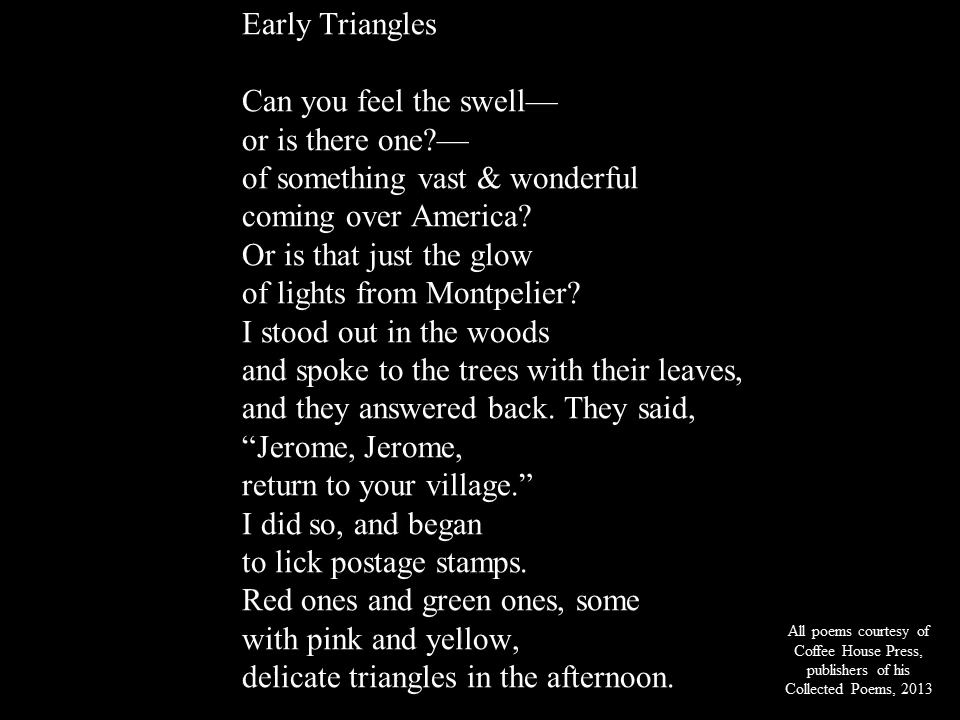 Early Triangles
Can you feel the swell—
or is there one?—
of something vast & wonderful
coming over America?
Or is that just the glow
of lights from Montpelier?
I stood out in the woods
and spoke to the trees with their leaves,
and they answered back. They said,
“Jerome, Jerome,
return to your village.”
I did so, and began
to lick postage stamps.
Red ones and green ones, some
with pink and yellow,
delicate triangles in the afternoon.
All poems courtesy of
Coffee House Press,
publishers of his
Collected Poems, 2013